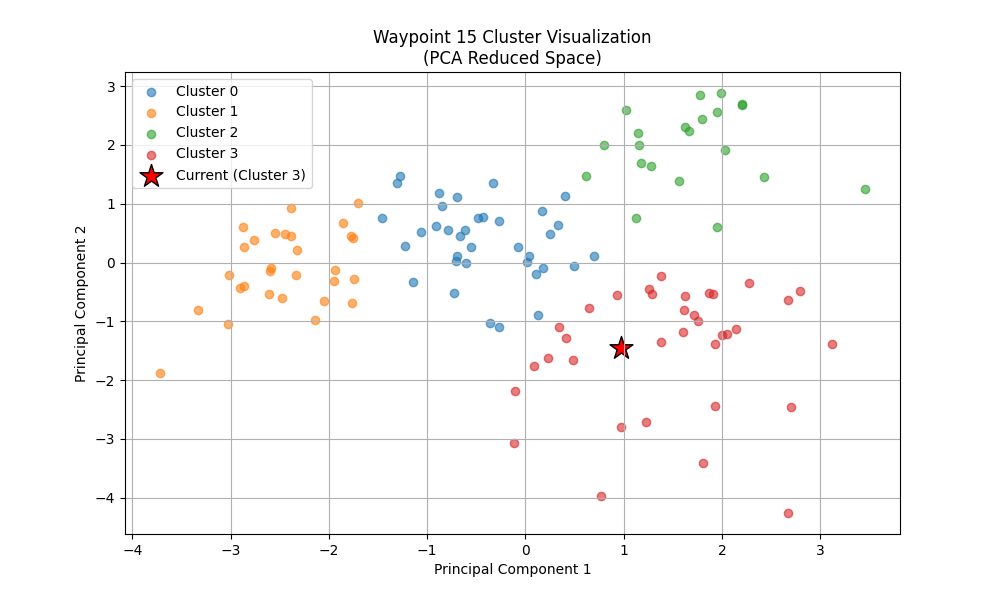 Waypoint 15 Cluster Visualization
(PCA Reduced Space)
Cluster 0
Cluster 1
Cluster 2
Cluster 3
Current (Cluster 3)
3
2
1
0
−1
−2
−3
−4
Principal Component 2
−4 −3 −2 −1 0 1 2 3
Principal Component 1